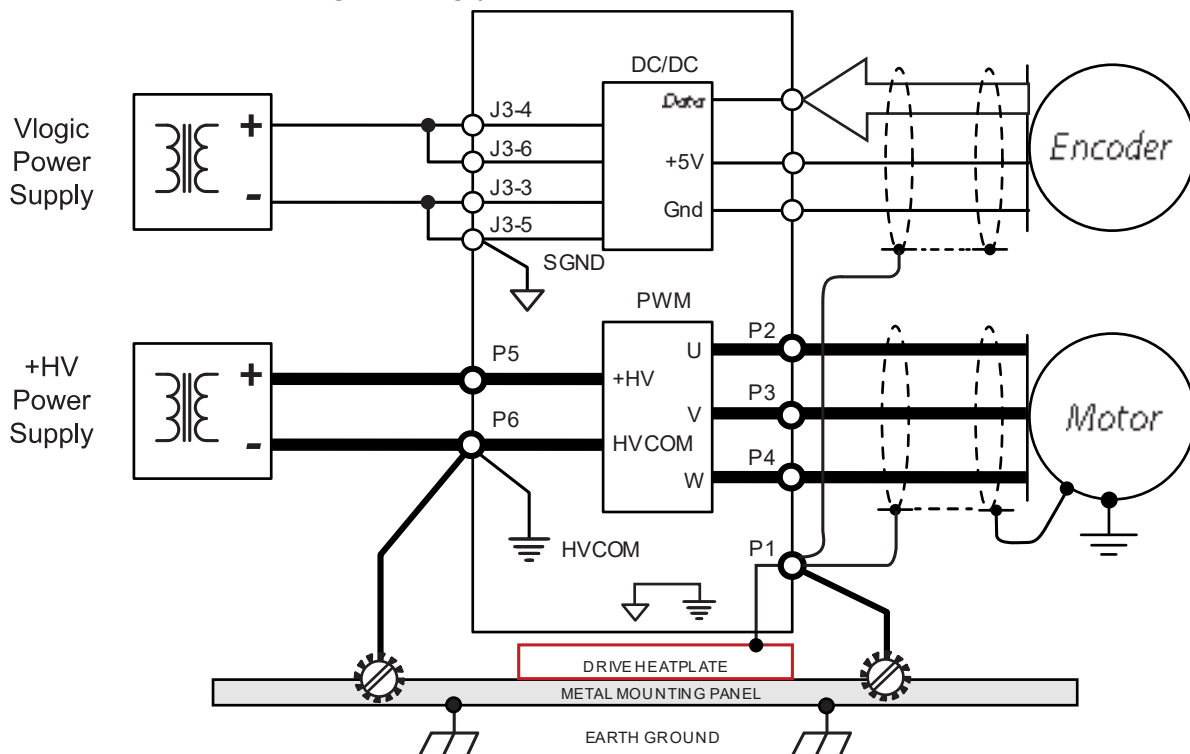 DC/DC
Vlogic
Power
Supply
+
-
J3-4
J3-6
J3-3
J3-5
SGND
Data
+5V
Gnd
Encoder
PWM
+HV
Power
Supply
+
-
P5
P6
+HV
HVCOM
U
V
W
P2
P3
P4
Motor
HVCOM
P1
DRIVE HEATPLATE
METAL MOUNTING PANEL
EARTH GROUND